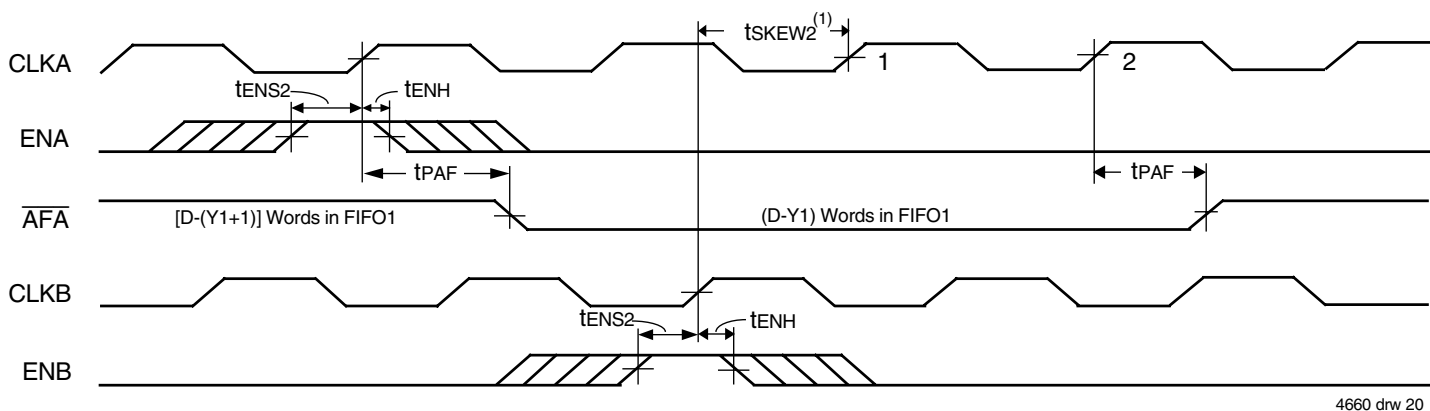 tSKEW2(1)
CLKA
1
2
tENS2
tENH
ENA
tPAF
tPAF
AFA
[D-(Y1+1)] Words in FIFO1
(D-Y1) Words in FIFO1
CLKB
tENS2
tENH
ENB
4660 drw 20